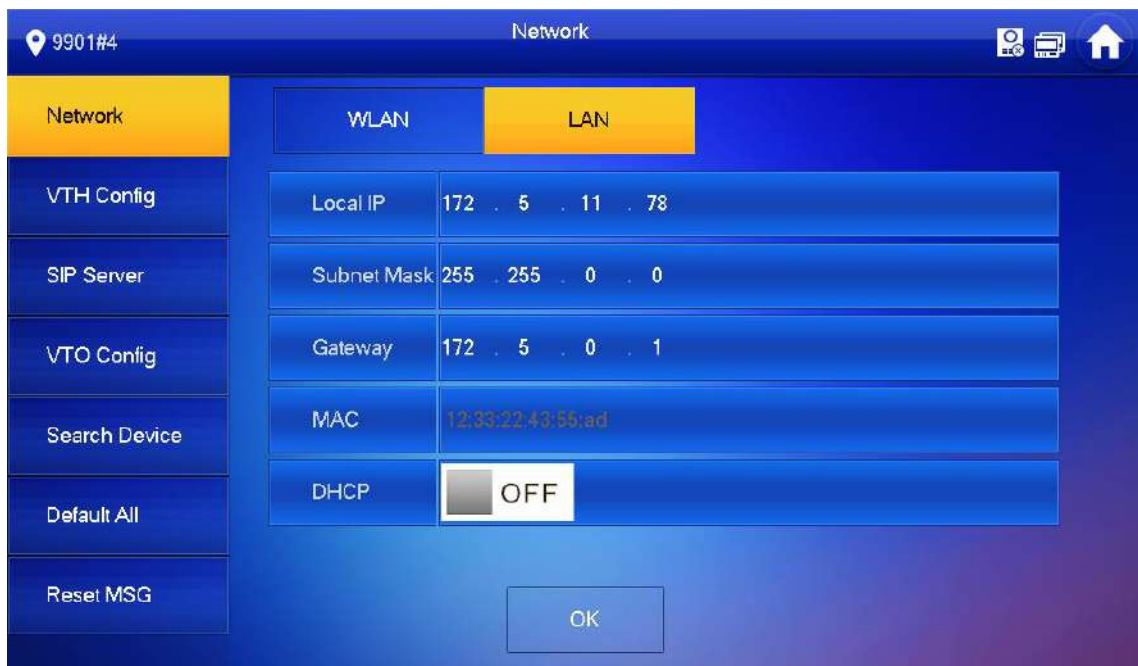 9901#4
Network
Network
VTH Config
SIP Server
VTO Config
Search Device
Default All
Reset MSG
WLAN LAN
Local IP 172 . 5 . 11 . 78
Subnet Mask 255 . 255 . 0 . 0
Gateway 172 . 5 . 0 . 1
MAC 12:33:22:43:55:ad
DHCP OFF
OK